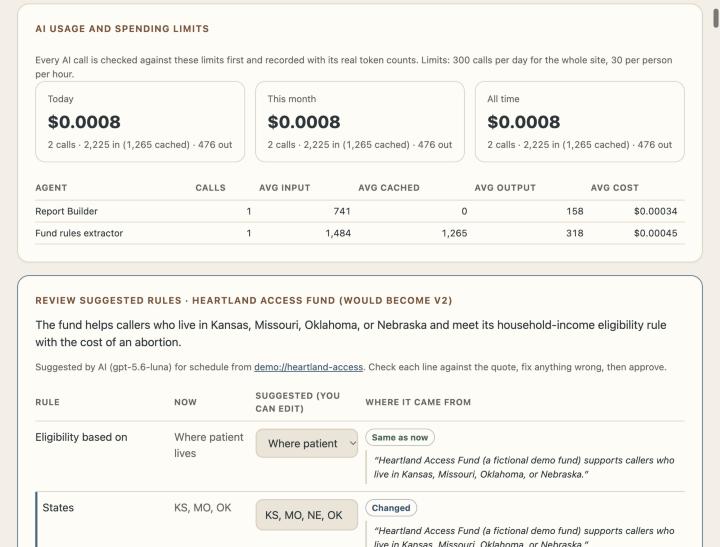 AI USAGE AND SPENDING LIMITS
Every AI call is checked against these limits first and recorded with its real token counts. Limits: 300 calls per day for the whole site, 30 per person
per hour.
Today
$0.0008
2 calls · 2,225 in (1,265 cached) · 476 out
This month
$0.0008
2 calls · 2,225 in (1,265 cached) · 476 out
All time
$0.0008
2 calls · 2,225 in (1,265 cached) · 476 out
AGENT CALLS AVG INPUT AVG CACHED AVG OUTPUT AVG COST
Report Builder 1 741 0 158 $0.00034
Fund rules extractor 1 1,484 1,265 318 $0.00045
REVIEW SUGGESTED RULES · HEARTLAND ACCESS FUND (WOULD BECOME V2)
The fund helps callers who live in Kansas, Missouri, Oklahoma, or Nebraska and meet its household-income eligibility rule
with the cost of an abortion.
Suggested by AI (gpt-5.6-luna) for schedule from demo://heartland-access. Check each line against the quote, fix anything wrong, then approve.
RULE NOW SUGGESTED (YOU CAN EDIT) WHERE IT CAME FROM
Eligibility based on
Where patient
lives
Where patient
Same as now
“Heartland Access Fund (a fictional demo fund) supports callers who
live in Kansas, Missouri, Oklahoma, or Nebraska.”
States
KS, MO, OK
KS, MO, NE, OK
Changed
“Heartland Access Fund (a fictional demo fund) supports callers who
live in Kansas, Missouri, Oklahoma, or Nebraska.”